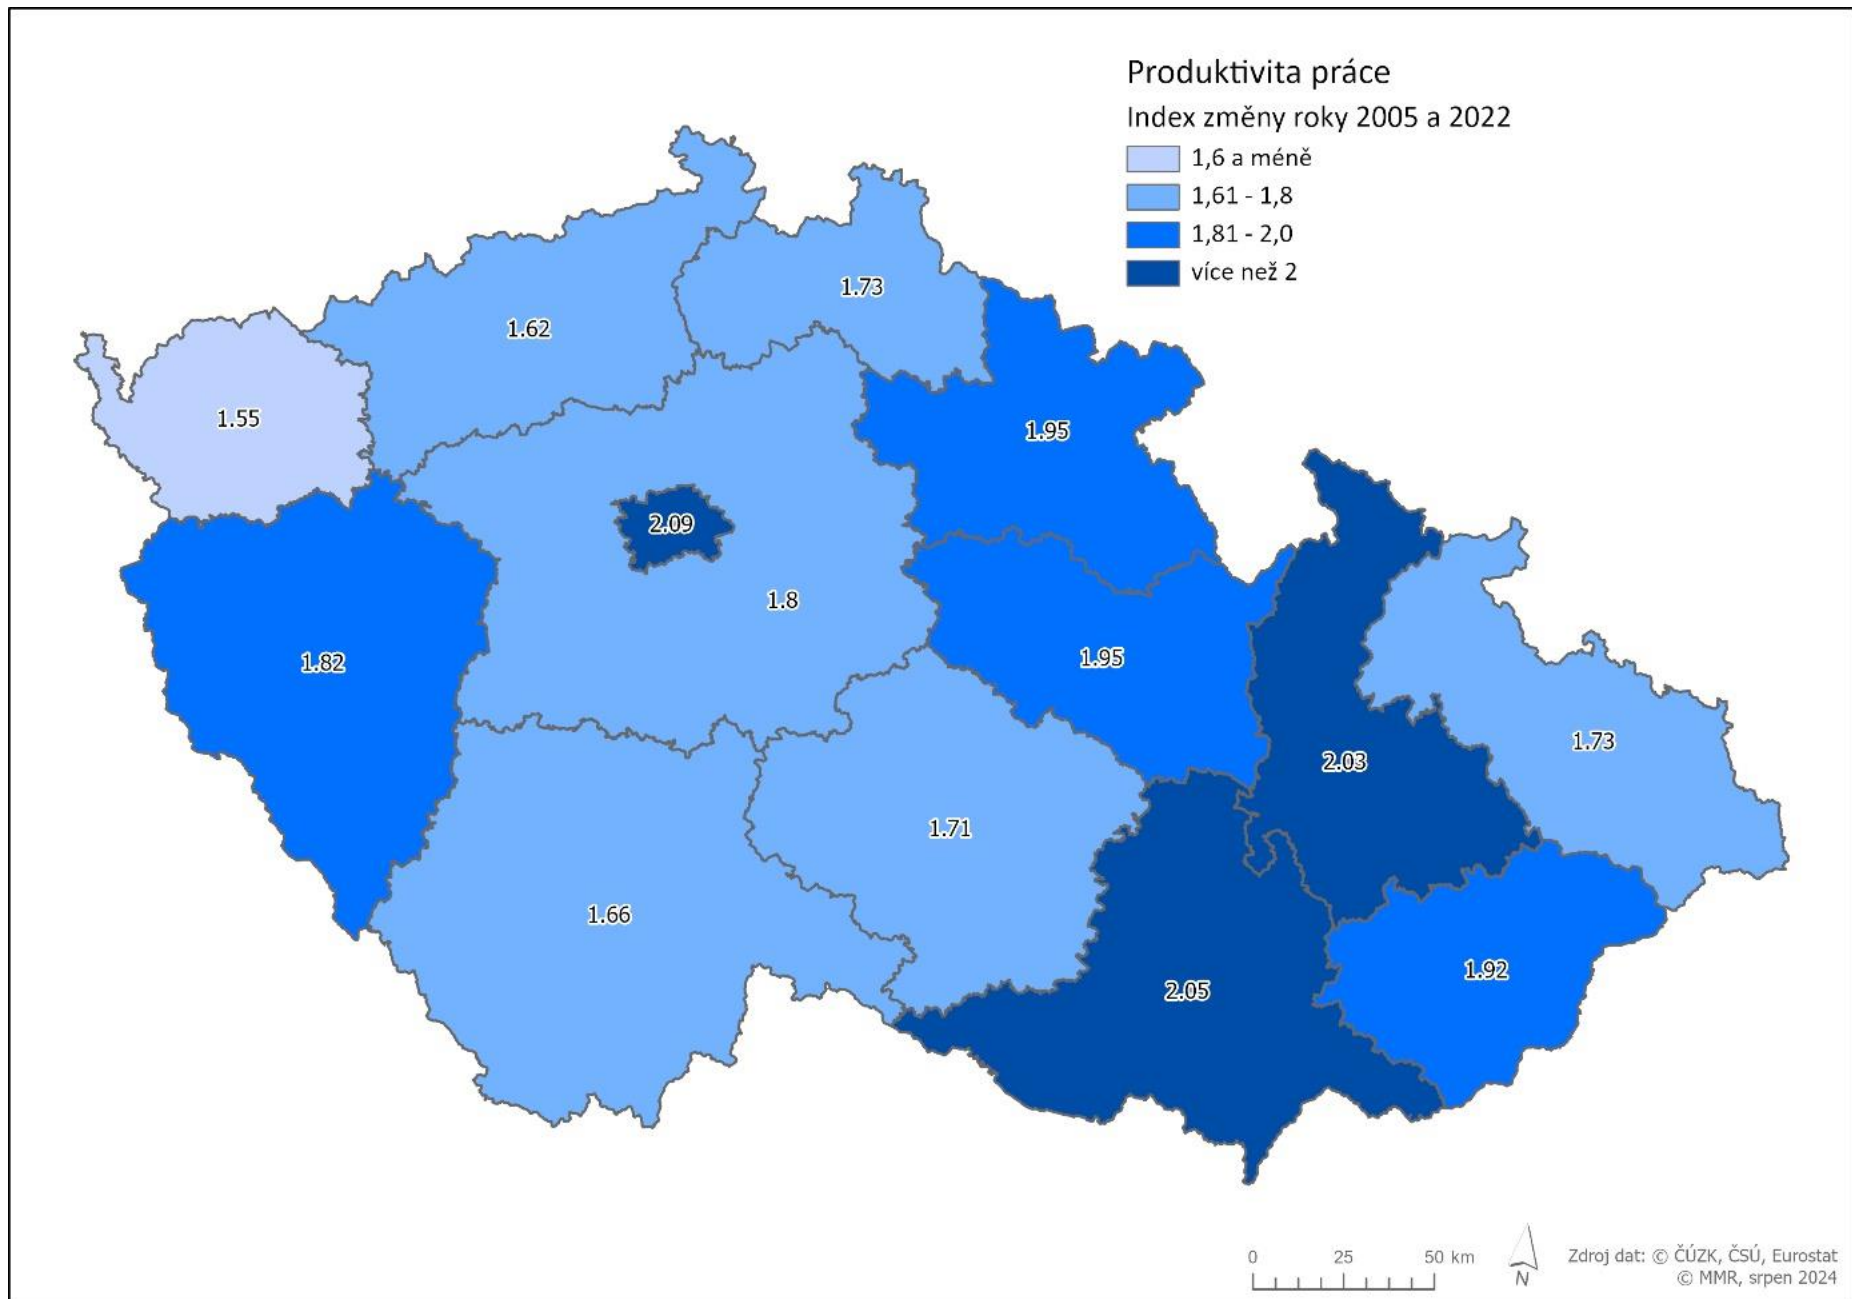 Produktivita práce
Index změny roky 2005 a 2022
1,6 a méně
1,61 - 1,8
1,81 - 2,0
více než 2
1.73
1.62
1.55
1.95
2.09
1.8
1.82
1.95
1.73
2.03
1.71
1.66
1.92
2.05
0 25 50 km
N
Zdroj dat: © ČÚZK, ČSÚ, Eurostat
© MMR, srpen 2024